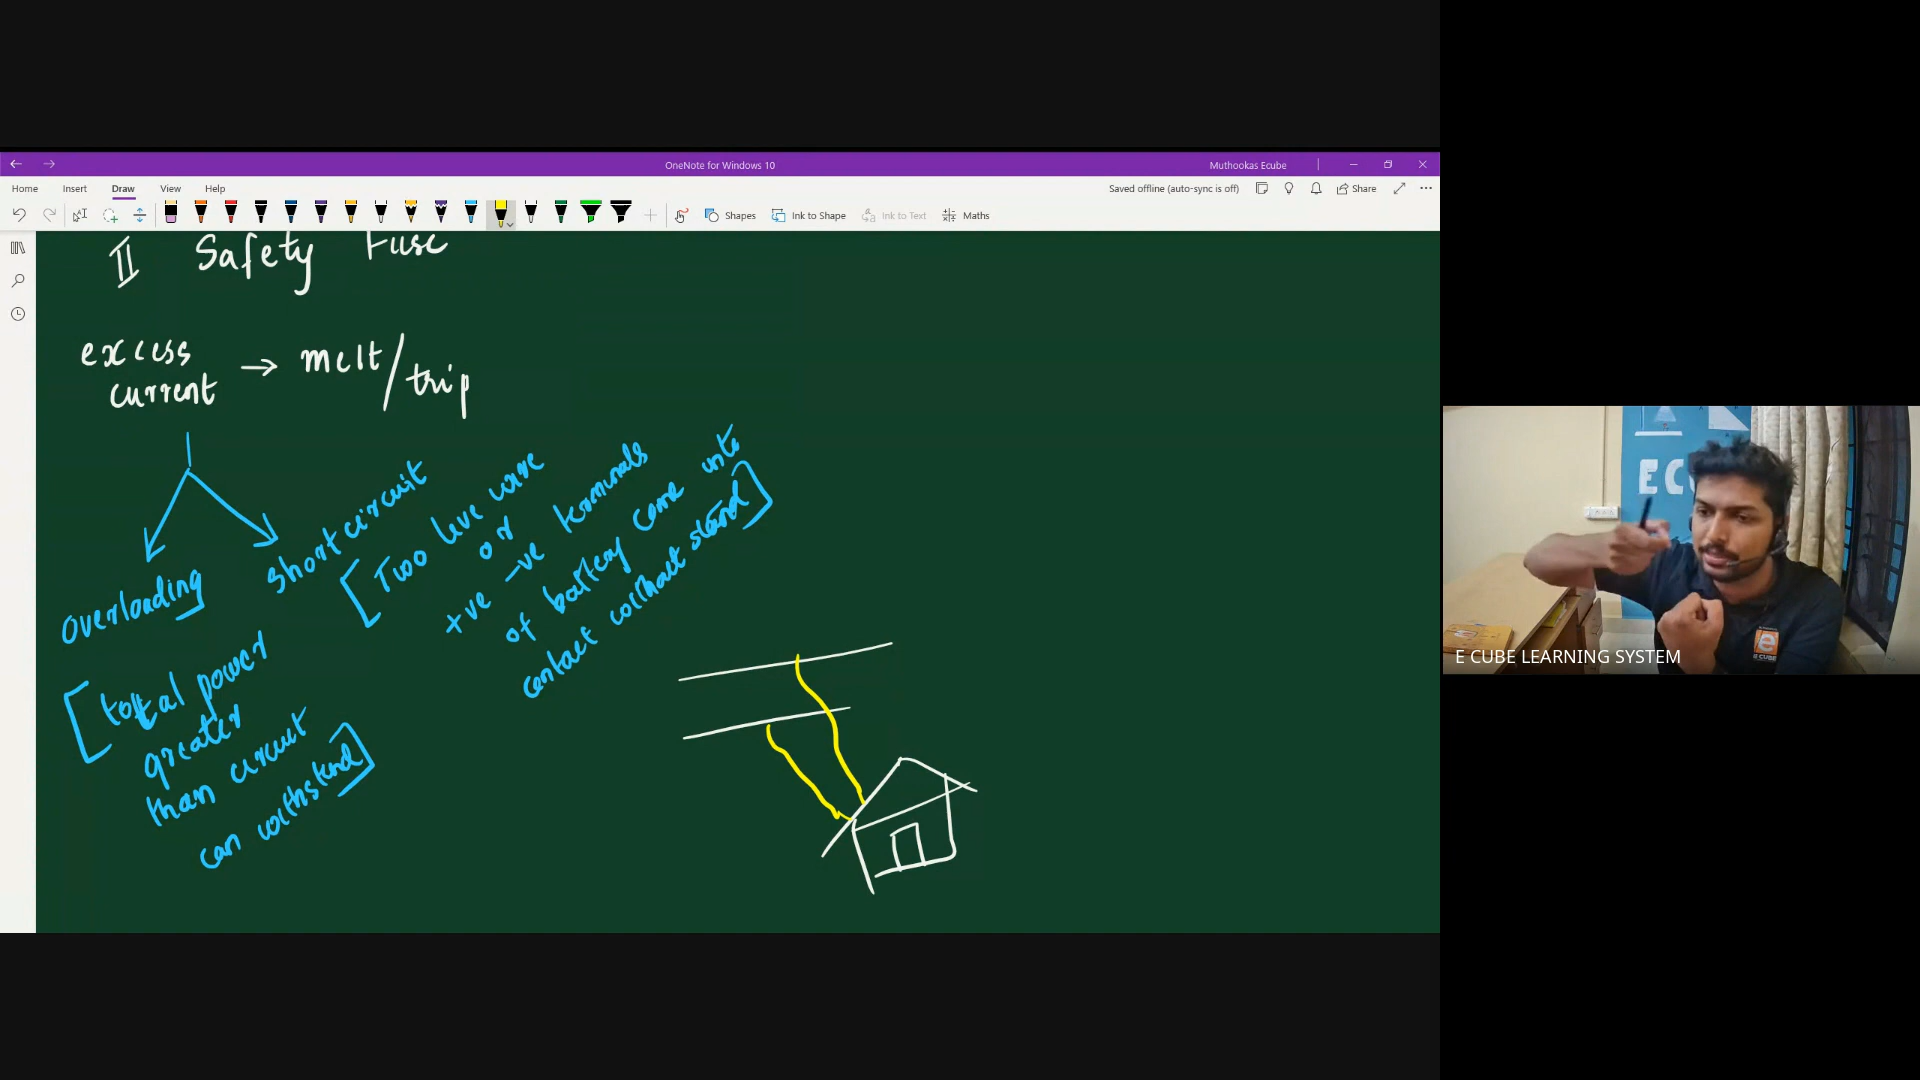 OneNote for Windows 10
Muthookas Ecube
Home Insert Draw View Help
Saved offline (auto-sync is off)
Share
Shapes
Ink to Shape
Ink to Text
Maths
II Safety Fuse
excess current → melt/trip
Overloading
[total power
greater
than circuit
can withstand]
Short circuit
[Two live wire
or
+ve -ve terminals
of battery come into
contact without stand]
EC
e
E CUBE
E CUBE LEARNING SYSTEM